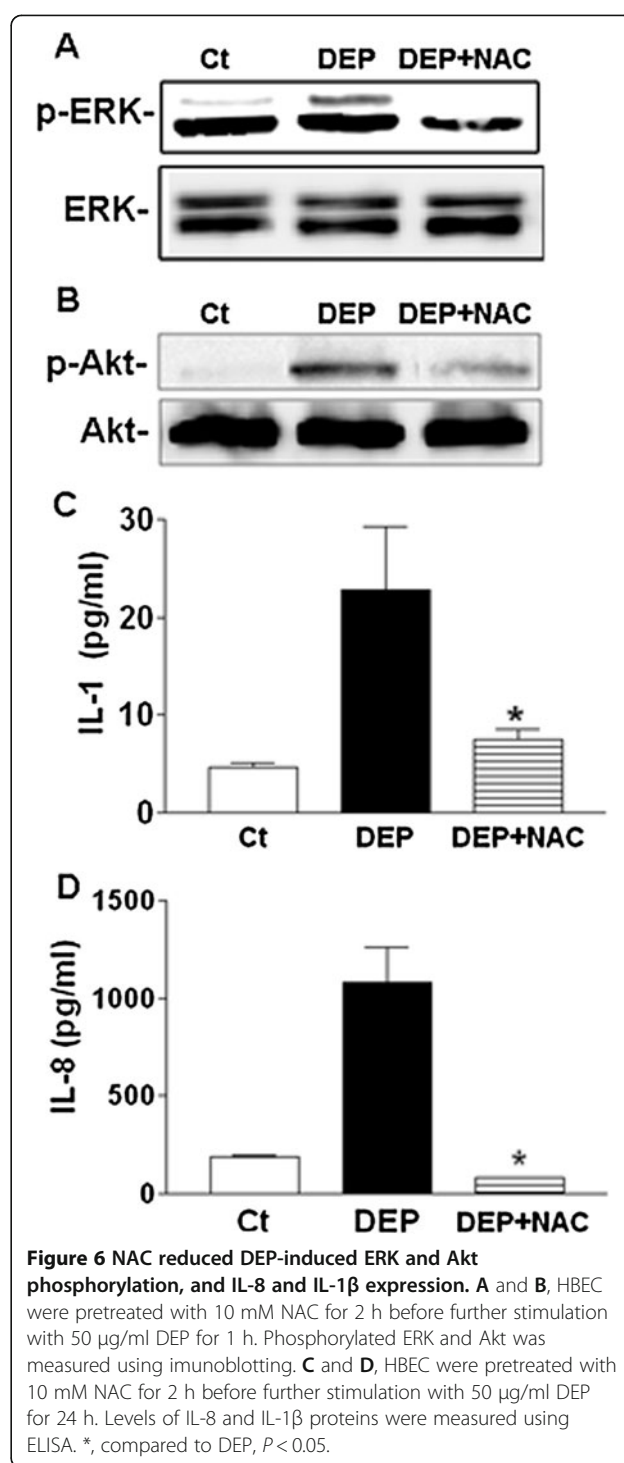 A
Ct DEP DEP+NAC
p-ERK-
ERK-
B
Ct DEP DEP+NAC
p-Akt-
Akt-
C
IL-1 (pg/ml)
30
20
10
0
*
Ct DEP DEP+NAC
D
IL-8 (pg/ml)
1500
1000
500
0
*
Ct DEP DEP+NAC
Figure 6 NAC reduced DEP-induced ERK and Akt
phosphorylation, and IL-8 and IL-1β expression. A and B, HBEC
were pretreated with 10 mM NAC for 2 h before further stimulation
with 50 μg/ml DEP for 1 h. Phosphorylated ERK and Akt was
measured using imunoblotting. C and D, HBEC were pretreated with
10 mM NAC for 2 h before further stimulation with 50 μg/ml DEP
for 24 h. Levels of IL-8 and IL-1β proteins were measured using
ELISA. *, compared to DEP, P < 0.05.